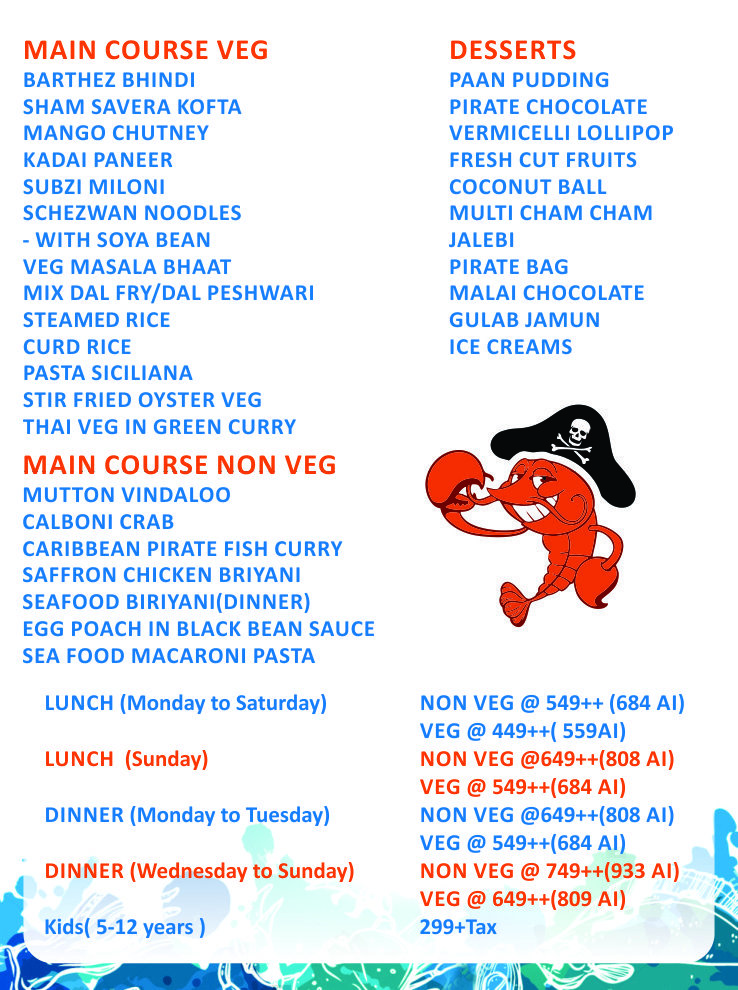 MAIN COURSE VEG
BARTHEZ BHINDI
SHAM SAVERA KOFTA
MANGO CHUTNEY
KADAI PANEER
SUBZI MILONI
SCHEZWAN NOODLES
- WITH SOYA BEAN
VEG MASALA BHAAT
MIX DAL FRY/DAL PESHWARI
STEAMED RICE
CURD RICE
PASTA SICILIANA
STIR FRIED OYSTER VEG
THAI VEG IN GREEN CURRY
MAIN COURSE NON VEG
MUTTON VINDALOO
CALBONI CRAB
CARIBBEAN PIRATE FISH CURRY
SAFFRON CHICKEN BRIYANI
SEAFOOD BIRIYANI(DINNER)
EGG POACH IN BLACK BEAN SAUCE
SEA FOOD MACARONI PASTA
DESSERTS
PAAN PUDDING
PIRATE CHOCOLATE
VERMICELLI LOLLIPOP
FRESH CUT FRUITS
COCONUT BALL
MULTI CHAM CHAM
JALEBI
PIRATE BAG
MALAI CHOCOLATE
GULAB JAMUN
ICE CREAMS
LUNCH (Monday to Saturday) NON VEG @ 549++ (684 AI)
VEG @ 449++( 559AI)
LUNCH (Sunday) NON VEG @649++(808 AI)
VEG @ 549++(684 AI)
DINNER (Monday to Tuesday) NON VEG @649++(808 AI)
VEG @ 549++(684 AI)
DINNER (Wednesday to Sunday) NON VEG @ 749++(933 AI)
VEG @ 649++(809 AI)
Kids( 5-12 years ) 299+Tax